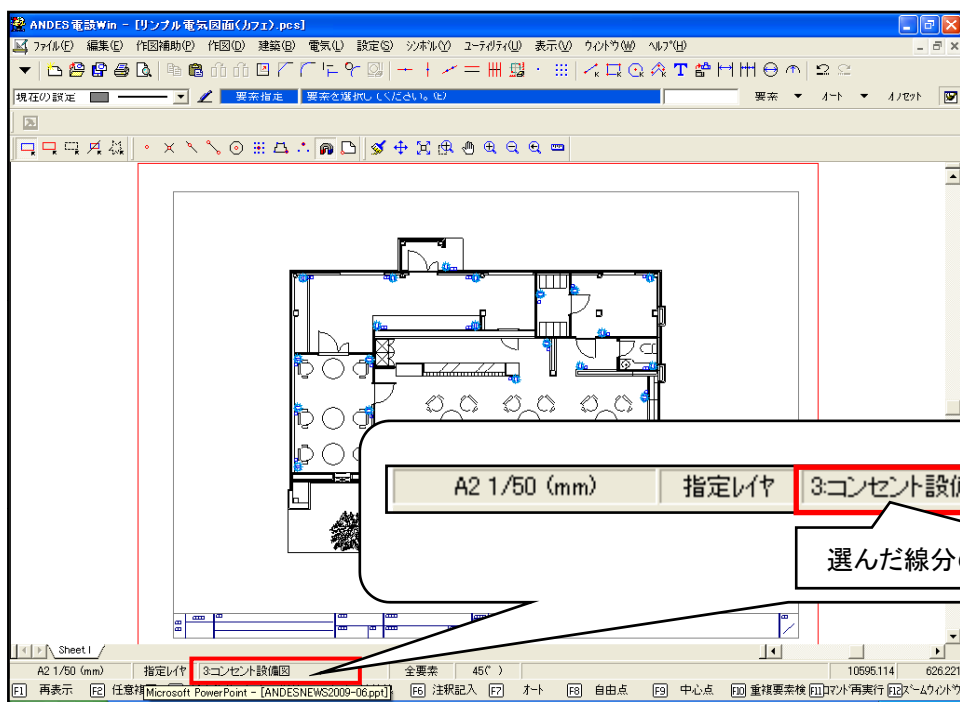 ANDES電設Win - [リンプル電気図面(カフェ).pcs]
ファイル(F) 編集(E) 作図補助(P) 作図(D) 建築(B) 電気(L) 設定(S) シンボル(Y) ユーティリティ(U) 表示(V) ウィンドウ(W) ヘルプ(H)
現在の設定 要素指定 要素を選択してください。(E) 要素 オート オフセット
Sheet1
A2 1/50 (mm) 指定レイヤ 3:コンセント設備
選んだ線分
A2 1/50 (mm) 指定レイヤ 3:コンセント設備図 全要素 45(° ) 10595.114 626.221
F1 再表示 F2 任意 Microsoft PowerPoint - [ANDESNEWS2009-06.ppt] F6 注釈記入 F7 オート F8 自由点 F9 中心点 F10 重複要素検 F11 コマンド再実行 F12 ズームウィンドウ